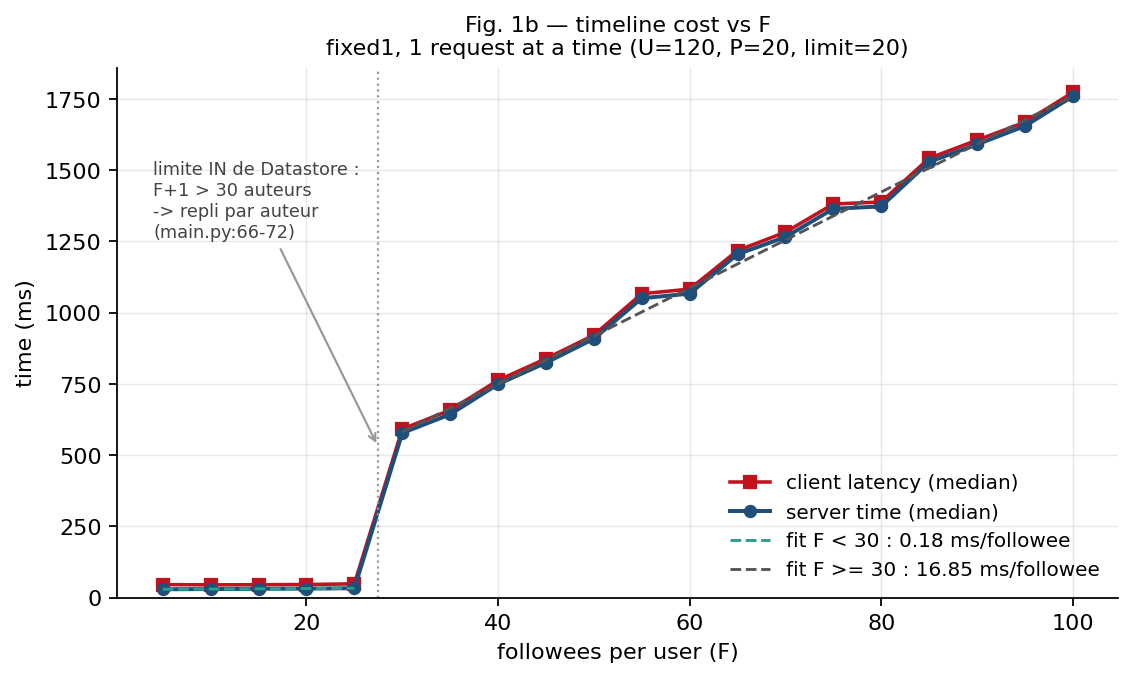 Fig. 1b — timeline cost vs F
fixed1, 1 request at a time (U=120, P=20, limit=20)
time (ms)
1750
1500
1250
1000
750
500
250
0
limite IN de Datastore :
F+1 > 30 auteurs
-> repli par auteur
(main.py:66-72)
client latency (median)
server time (median)
fit F < 30 : 0.18 ms/followee
fit F >= 30 : 16.85 ms/followee
20
40
60
80
100
followees per user (F)